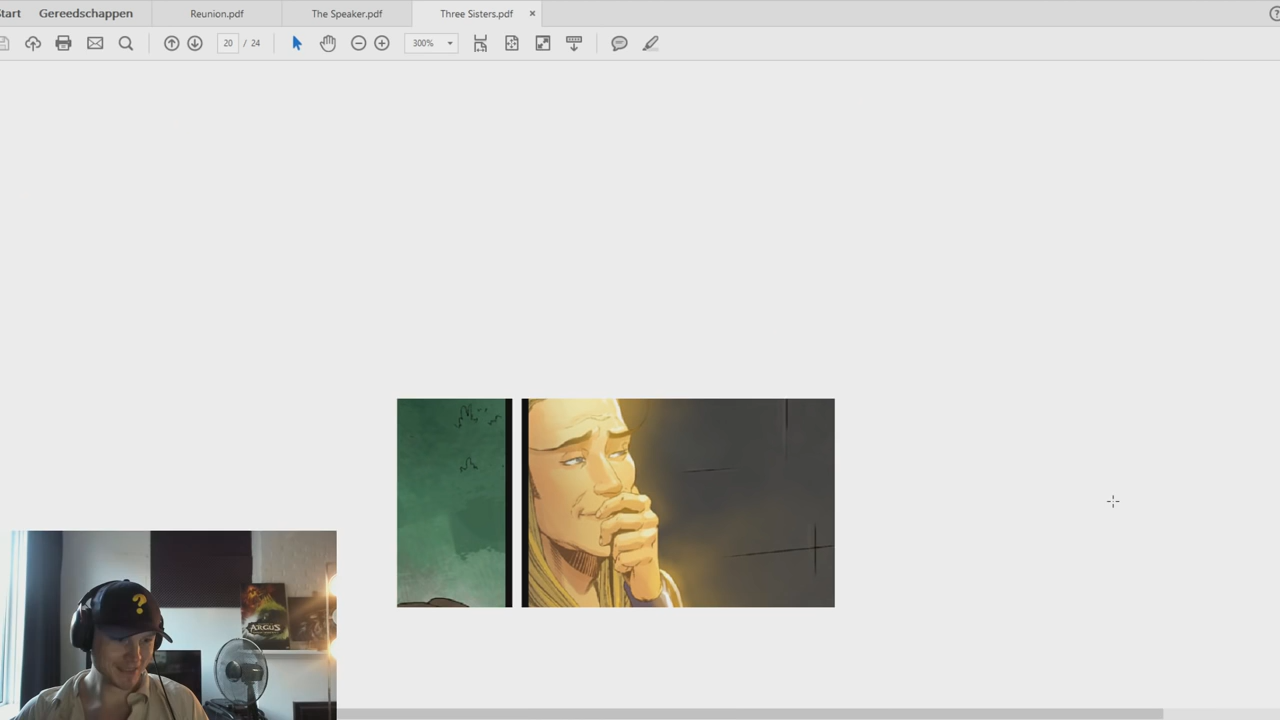 Start Gereedschappen Reunion.pdf The Speaker.pdf Three Sisters.pdf ×
20 / 24 300%
?
ARGUS